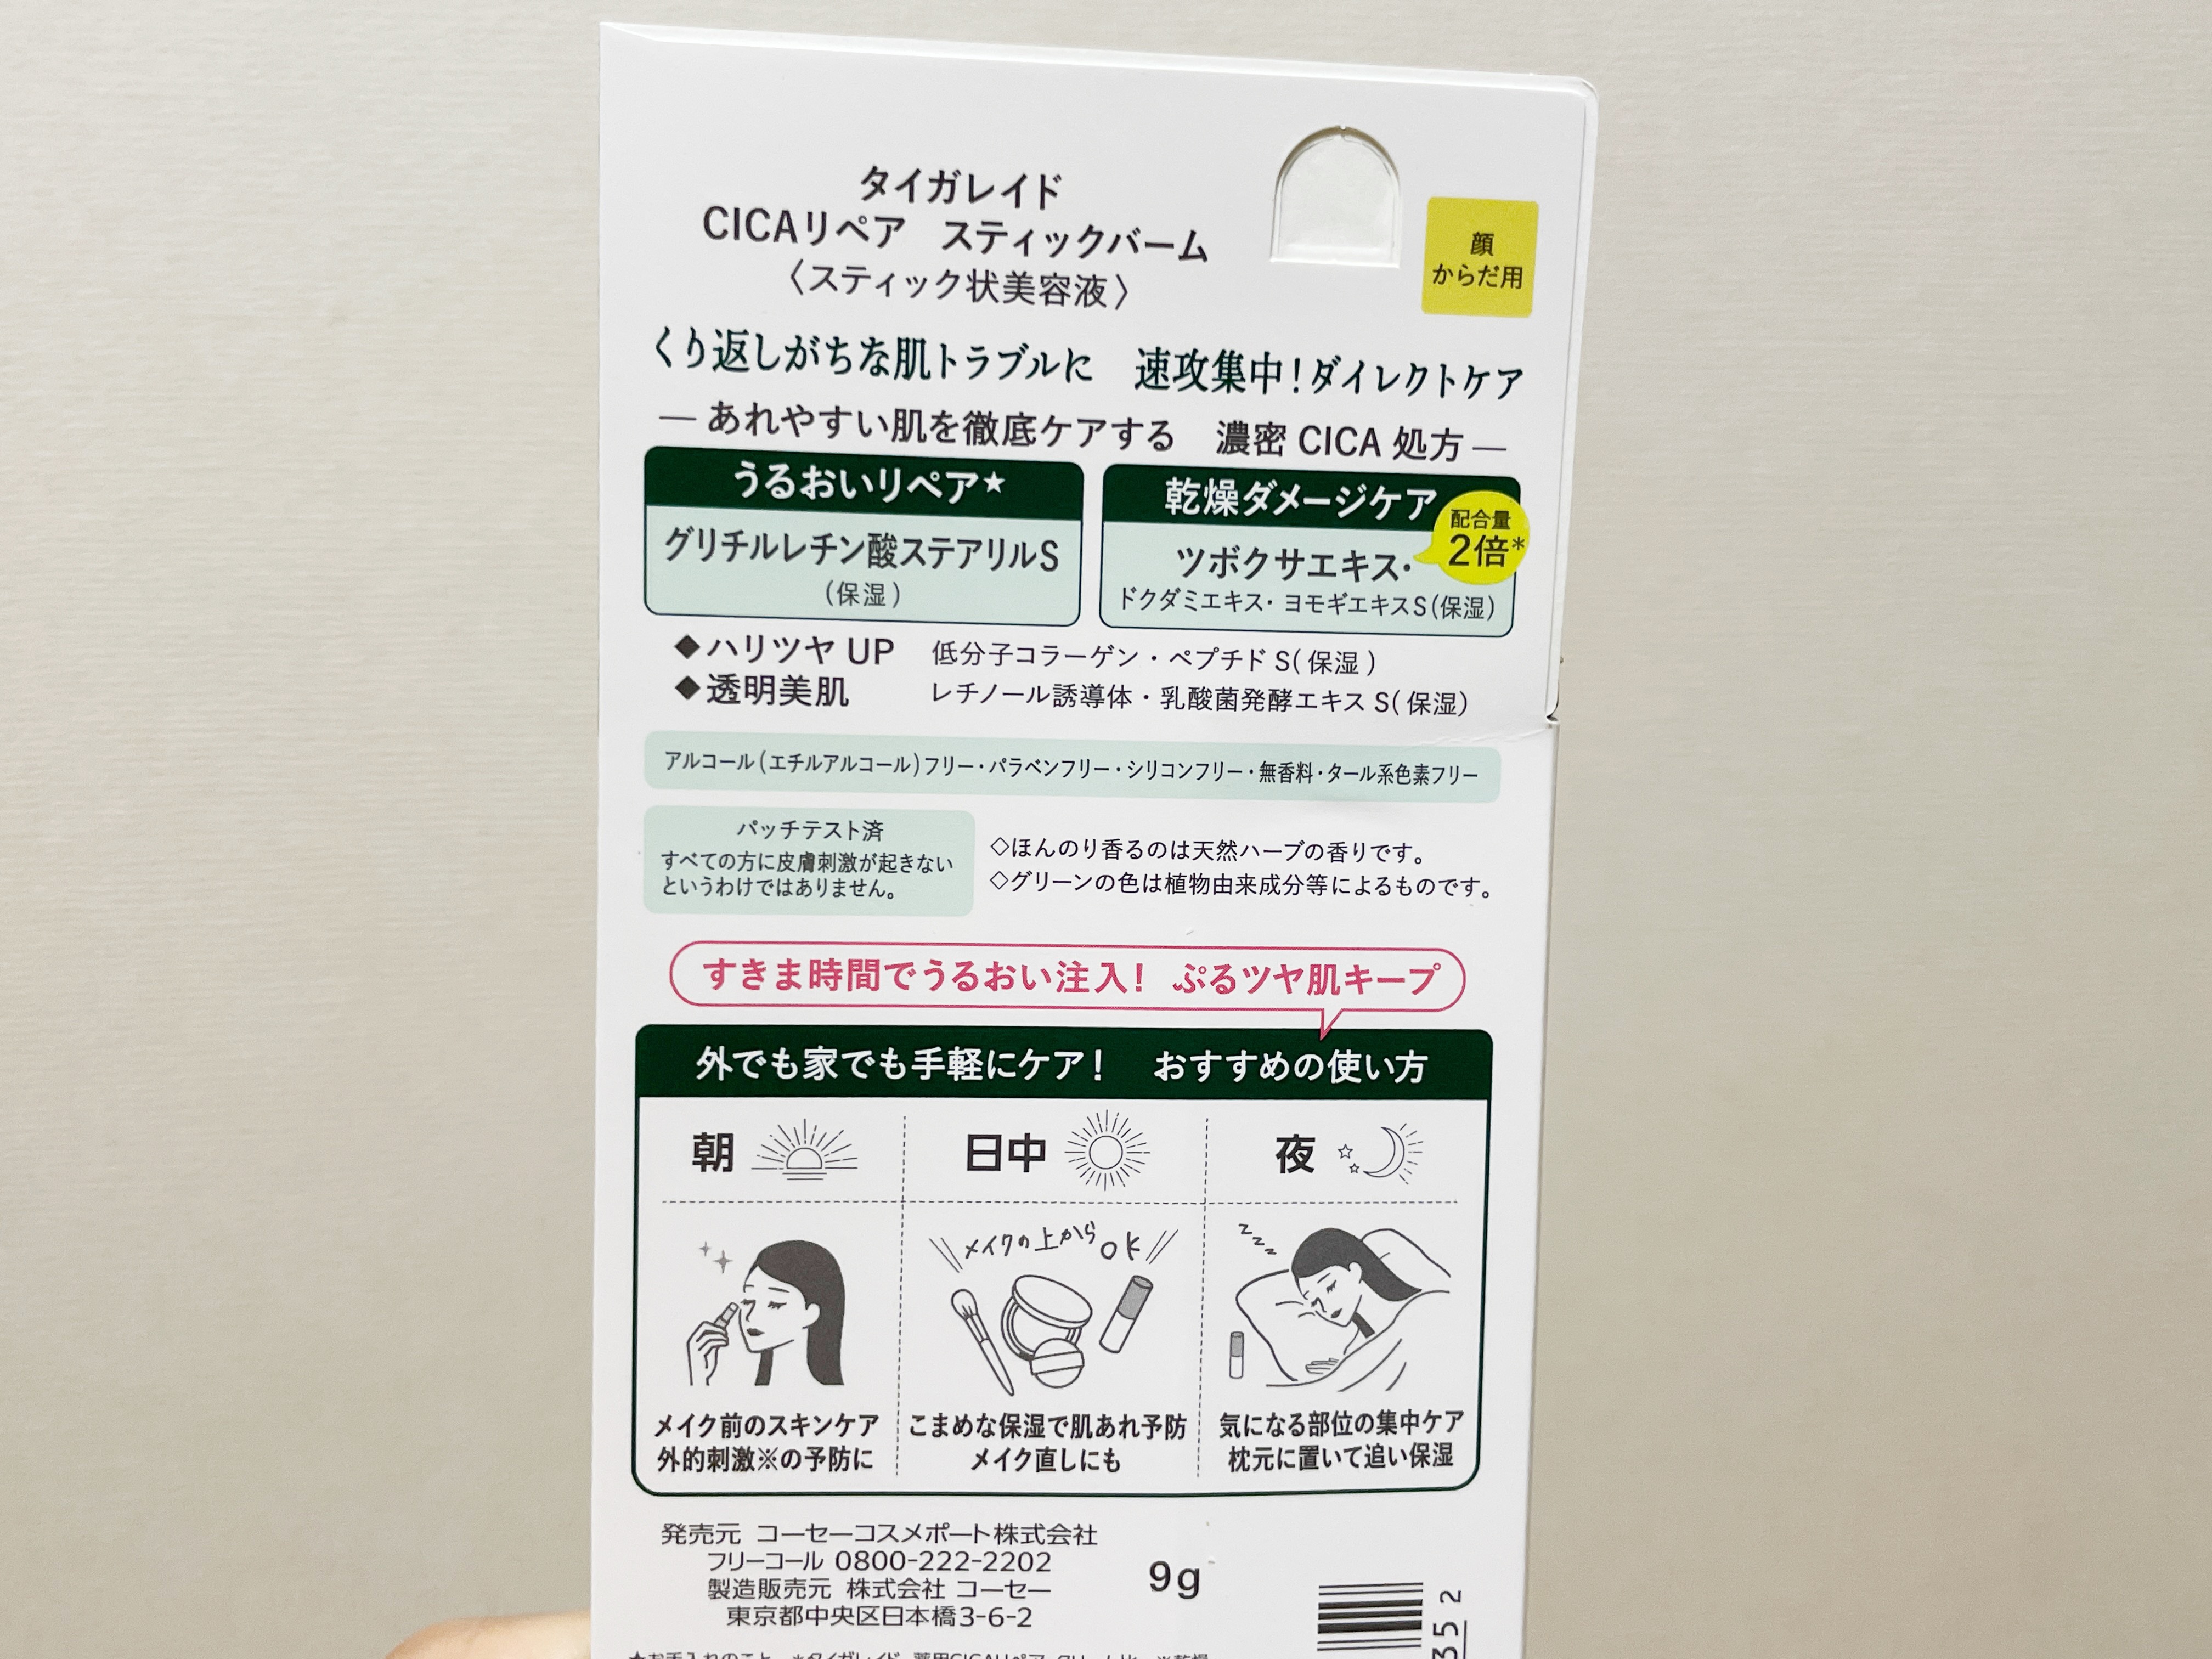 タイガレイド
CICAリペア　スティックバーム
〈スティック状美容液〉
顔
からだ用
くり返しがちな肌トラブルに　速攻集中！ダイレクトケア
― あれやすい肌を徹底ケアする　濃密 CICA 処方 ―
うるおいリペア★
グリチルレチン酸ステアリルS
（保湿）
乾燥ダメージケア
配合量
2倍*
ツボクサエキス・
ドクダミエキス・ヨモギエキスS（保湿）
◆ハリツヤ UP　低分子コラーゲン・ペプチド S（保湿）
◆透明美肌　レチノール誘導体・乳酸菌発酵エキス S（保湿）
アルコール（エチルアルコール）フリー・パラベンフリー・シリコンフリー・無香料・タール系色素フリー
パッチテスト済
すべての方に皮膚刺激が起きない
というわけではありません。
◇ほんのり香るのは天然ハーブの香りです。
◇グリーンの色は植物由来成分等によるものです。
すきま時間でうるおい注入！ ぷるツヤ肌キープ
外でも家でも手軽にケア！　おすすめの使い方
朝
日中
夜
メイクの上からOK
zzz
zzz
メイク前のスキンケア
外的刺激※の予防に
こまめな保湿で肌あれ予防
メイク直しにも
気になる部位の集中ケア
枕元に置いて追い保湿
発売元 コーセーコスメポート株式会社
フリーコール 0800-222-2202
製造販売元 株式会社 コーセー
東京都中央区日本橋3-6-2
9g
352